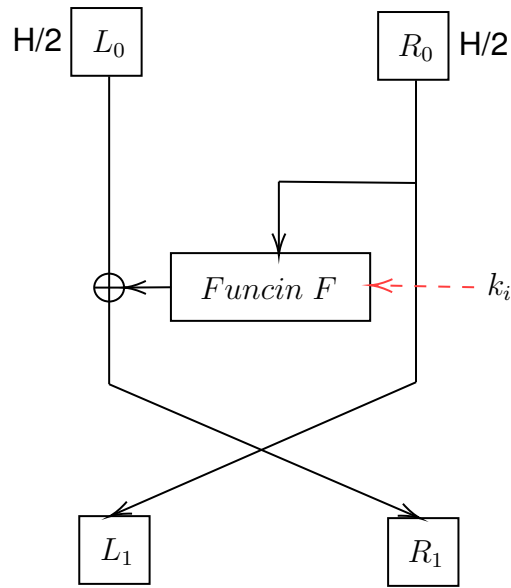 H/2 L₀ R₀ H/2
Funcin F
kᵢ
L₁ R₁